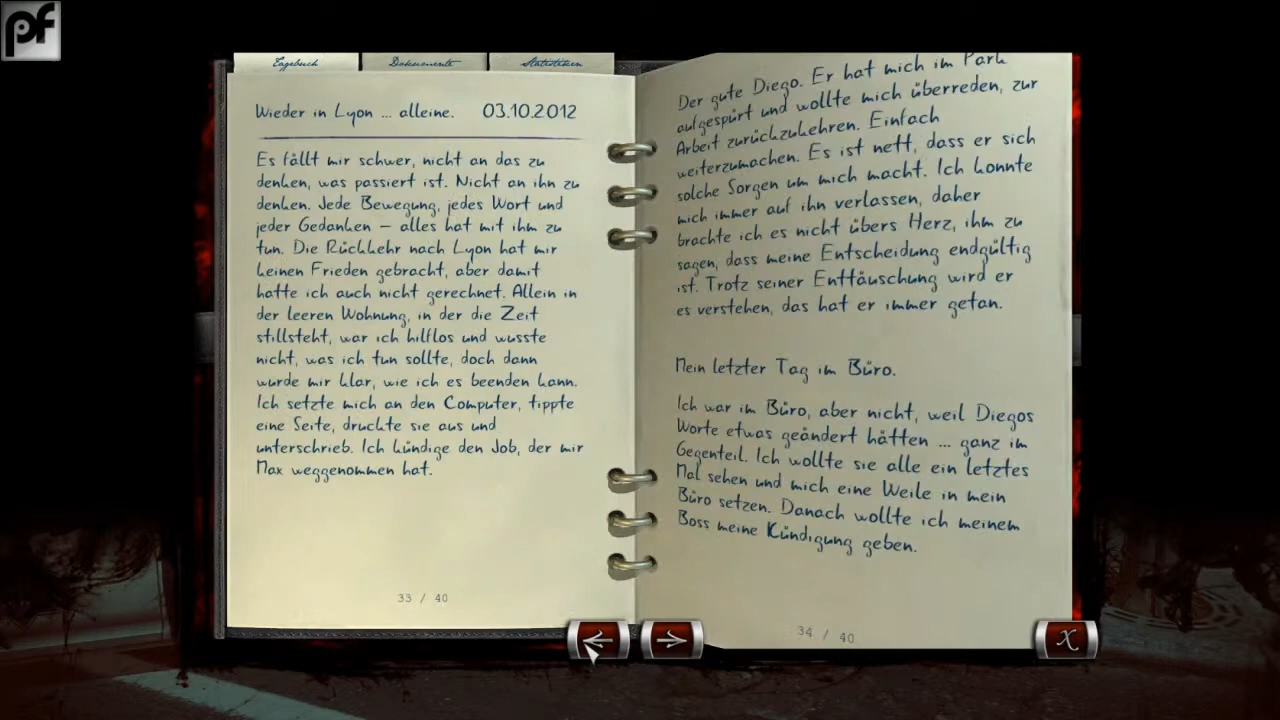 pf
Tagebuch
Dokumente
Statistiken
Wieder in Lyon ... alleine. 03.10.2012
Es fällt mir schwer, nicht an das zu
denken, was passiert ist. Nicht an ihn zu
denken. Jede Bewegung, jedes Wort und
jeder Gedanken – alles hat mit ihm zu
tun. Die Rückkehr nach Lyon hat mir
keinen Frieden gebracht, aber damit
hatte ich auch nicht gerechnet. Allein in
der leeren Wohnung, in der die Zeit
stillsteht, war ich hilflos und wusste
nicht, was ich tun sollte, doch dann
wurde mir klar, wie ich es beenden kann.
Ich setzte mich an den Computer, tippte
eine Seite, druckte sie aus und
unterschrieb. Ich kündige den Job, der mir
Max weggenommen hat.
33 / 40
Der gute Diego. Er hat mich im Park
aufgespürt und wollte mich überreden, zur
Arbeit zurückzukehren. Einfach
weiterzumachen. Es ist nett, dass er sich
solche Sorgen um mich macht. Ich konnte
mich immer auf ihn verlassen, daher
brachte ich es nicht übers Herz, ihm zu
sagen, dass meine Entscheidung endgültig
ist. Trotz seiner Enttäuschung wird er
es verstehen, das hat er immer getan.
Mein letzter Tag im Büro.
Ich war im Büro, aber nicht, weil Diegos
Worte etwas geändert hätten ... ganz im
Gegenteil. Ich wollte sie alle ein letztes
Mal sehen und mich eine Weile in mein
Büro setzen. Danach wollte ich meinem
Boss meine Kündigung geben.
34 / 40
X